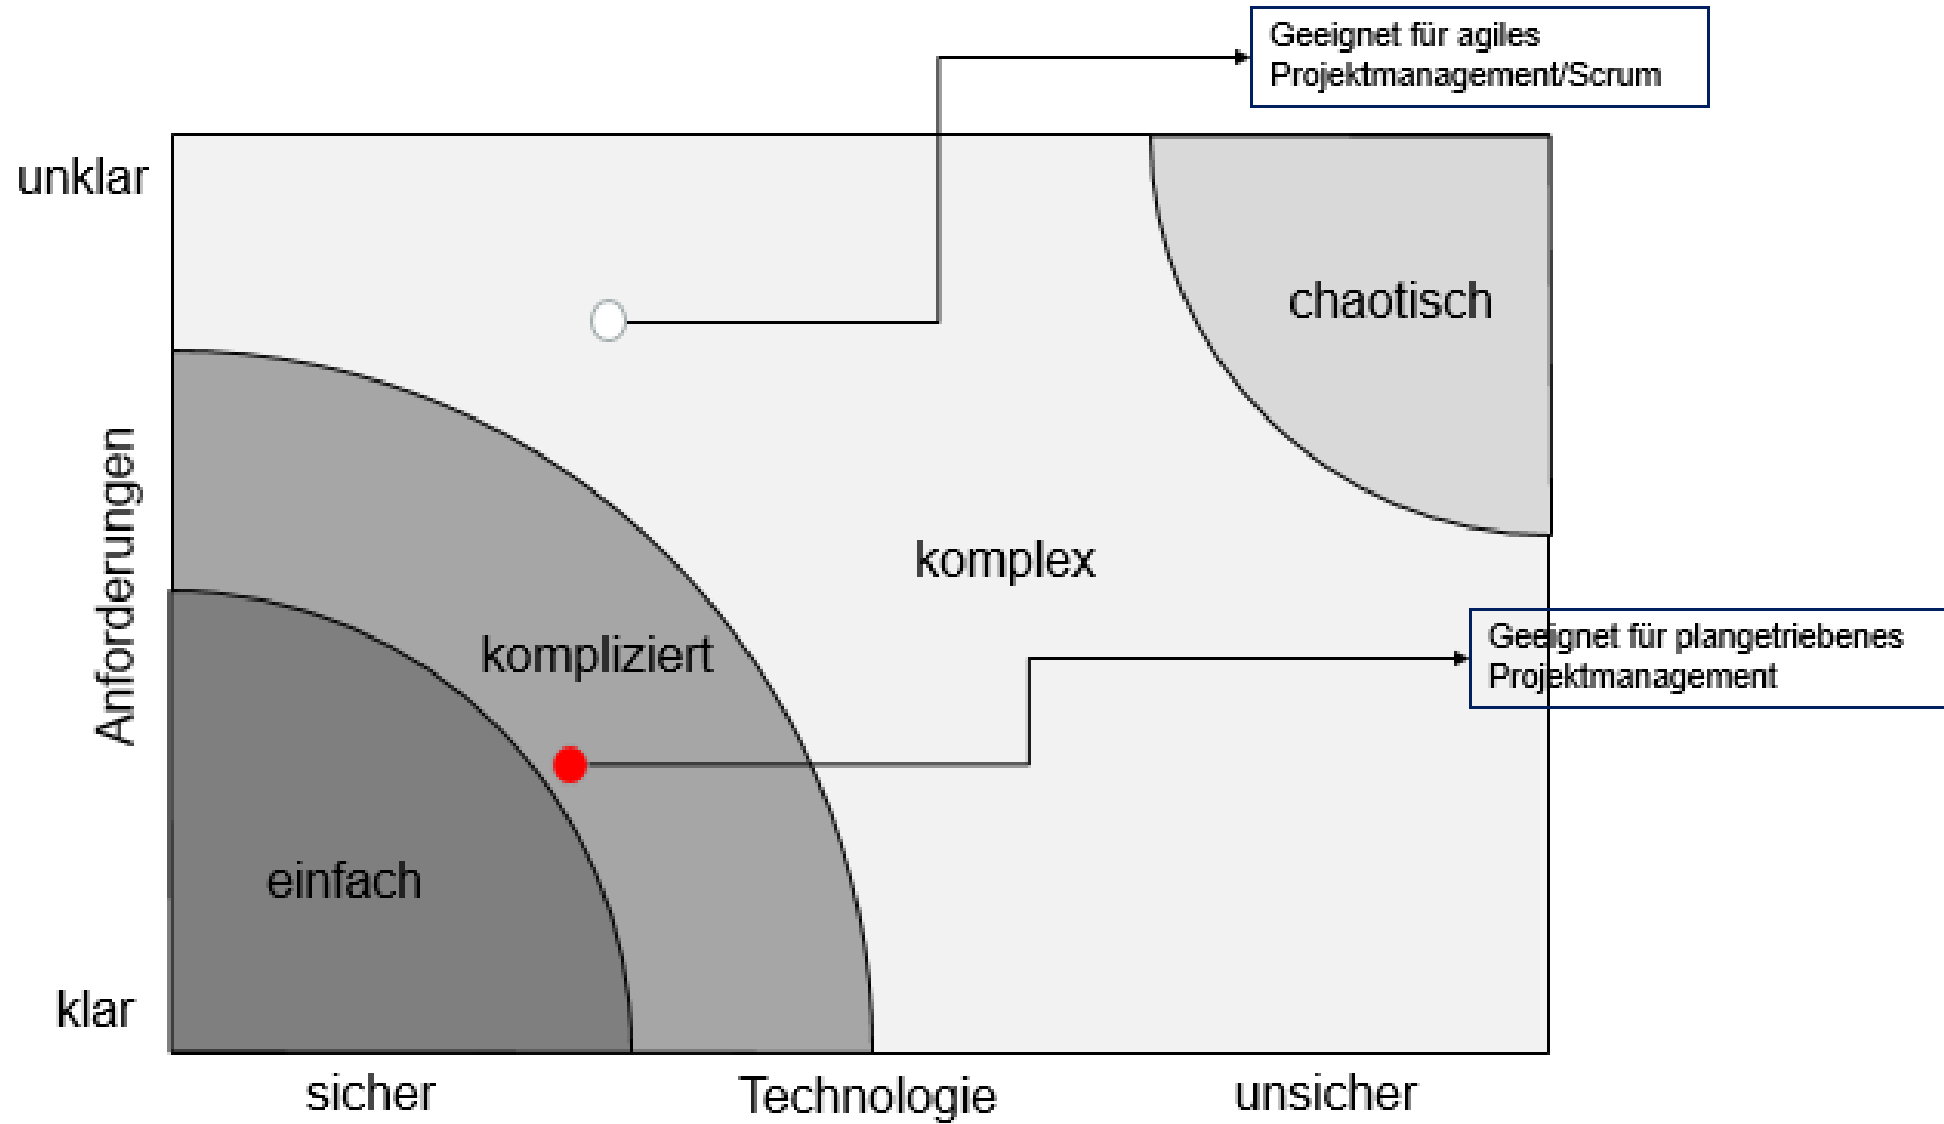 Geeignet für agiles
Projektmanagement/Scrum
unklar
chaotisch
Anforderungen
komplex
kompliziert
Geeignet für plangetriebenes
Projektmanagement
einfach
klar
sicher
Technologie
unsicher